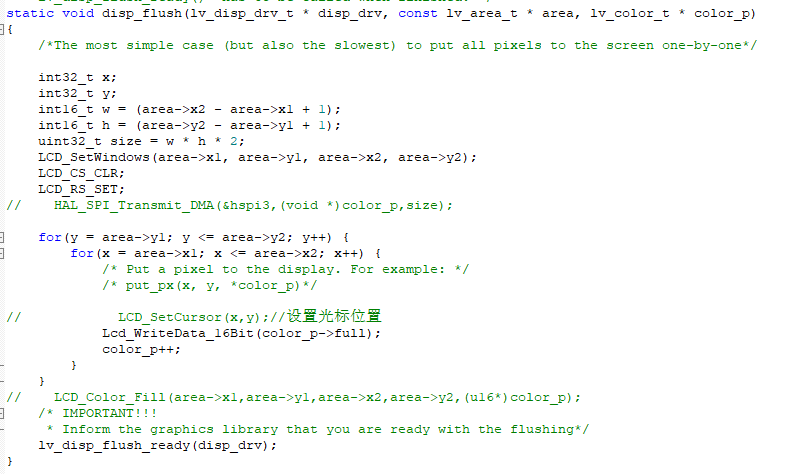 static void disp_flush(lv_disp_drv_t * disp_drv, const lv_area_t * area, lv_color_t * color_p)
{
    /*The most simple case (but also the slowest) to put all pixels to the screen one-by-one*/
    int32_t x;
    int32_t y;
    int16_t w = (area->x2 - area->x1 + 1);
    int16_t h = (area->y2 - area->y1 + 1);
    uint32_t size = w * h * 2;
    LCD_SetWindows(area->x1, area->y1, area->x2, area->y2);
    LCD_CS_CLR;
    LCD_RS_SET;
//    HAL_SPI_Transmit_DMA(&hspi3,(void *)color_p,size);
    for(y = area->y1; y <= area->y2; y++) {
        for(x = area->x1; x <= area->x2; x++) {
            /* Put a pixel to the display. For example: */
            /* put_px(x, y, *color_p)*/
//            LCD_SetCursor(x,y);//设置光标位置
            Lcd_WriteData_16Bit(color_p->full);
            color_p++;
        }
    }
//    LCD_Color_Fill(area->x1,area->y1,area->x2,area->y2,(u16*)color_p);
    /* IMPORTANT!!!
     * Inform the graphics library that you are ready with the flushing*/
    lv_disp_flush_ready(disp_drv);
}